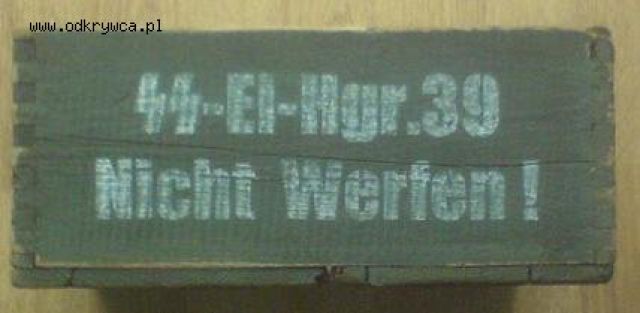 www.odkrywca.pl
ᛋᛋ-EI-Hgr.39
Nicht Werfen!